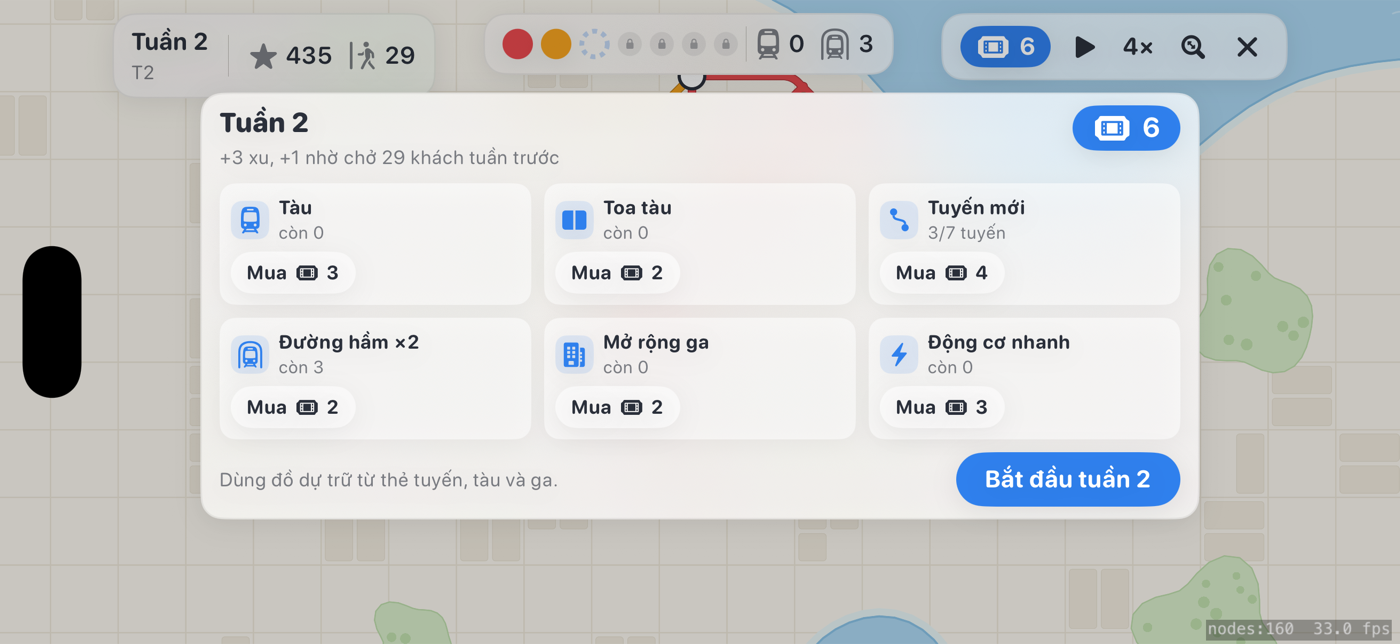 Tuần 2
T2
435
29
0
3
6
4×
Tuần 2
6
+3 xu, +1 nhờ chở 29 khách tuần trước
Tàu
còn 0
Mua 3
Toa tàu
còn 0
Mua 2
Tuyến mới
3/7 tuyến
Mua 4
Đường hầm ×2
còn 3
Mua 2
Mở rộng ga
còn 0
Mua 2
Động cơ nhanh
còn 0
Mua 3
Dùng đồ dự trữ từ thẻ tuyến, tàu và ga.
Bắt đầu tuần 2
nodes:160 33.0 fps